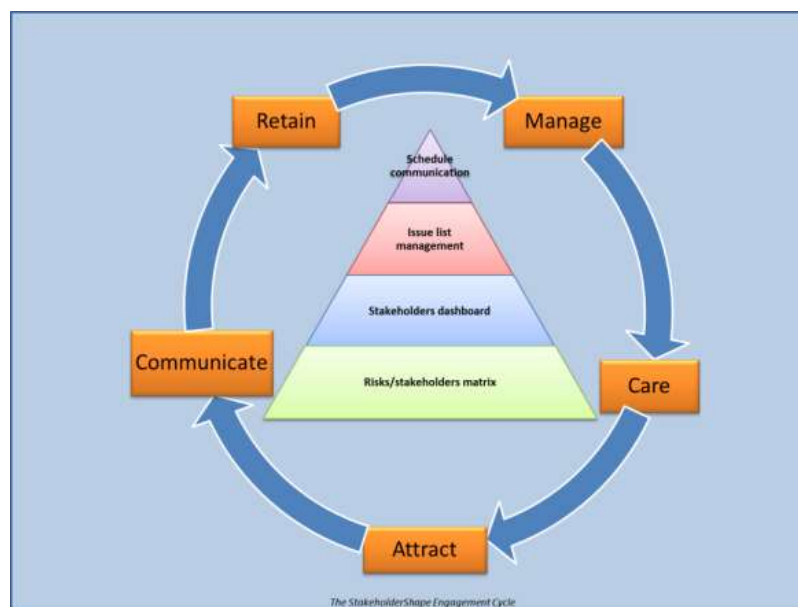 Retain
Manage
Schedule
communication
Issue list
management
Stakeholders dashboard
Communicate
Risks/stakeholders matrix
Care
Attract
The StakeholderShape Engagement Cycle